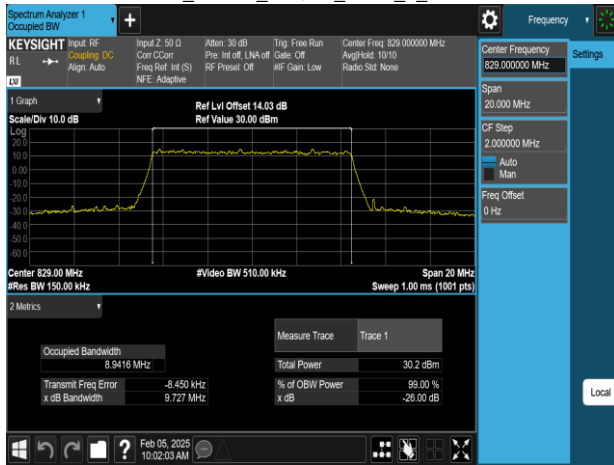 Spectrum Analyzer 1
Occupied BW
Frequency
KEYSIGHT
RL
LXI
Input: RF
Coupling: DC
Align: Auto
Input Z: 50 Ω
Corr CCorr
Freq Ref: Int (S)
NFE: Adaptive
Atten: 30 dB
Pre: Int off, LNA off
RF Preset: Off
Trig: Free Run
Gate: Off
#IF Gain: Low
Center Freq: 829.000000 MHz
Avg|Hold: 10/10
Radio Std: None
1 Graph
Scale/Div 10.0 dB
Ref Lvl Offset 14.03 dB
Ref Value 30.00 dBm
Log
20.0
10.0
0.00
-10.0
-20.0
-30.0
-40.0
-50.0
-60.0
Center 829.00 MHz
#Video BW 510.00 kHz
Span 20 MHz
#Res BW 150.00 kHz
Sweep 1.00 ms (1001 pts)
2 Metrics
Measure Trace
Trace 1
Occupied Bandwidth
8.9416 MHz
Total Power
30.2 dBm
Transmit Freq Error
-8.450 kHz
% of OBW Power
99.00 %
x dB Bandwidth
9.727 MHz
x dB
-26.00 dB
Center Frequency
829.000000 MHz
Settings
Span
20.000 MHz
CF Step
2.000000 MHz
Auto
Man
Freq Offset
0 Hz
Local
?
Feb 05, 2025
10:02:03 AM